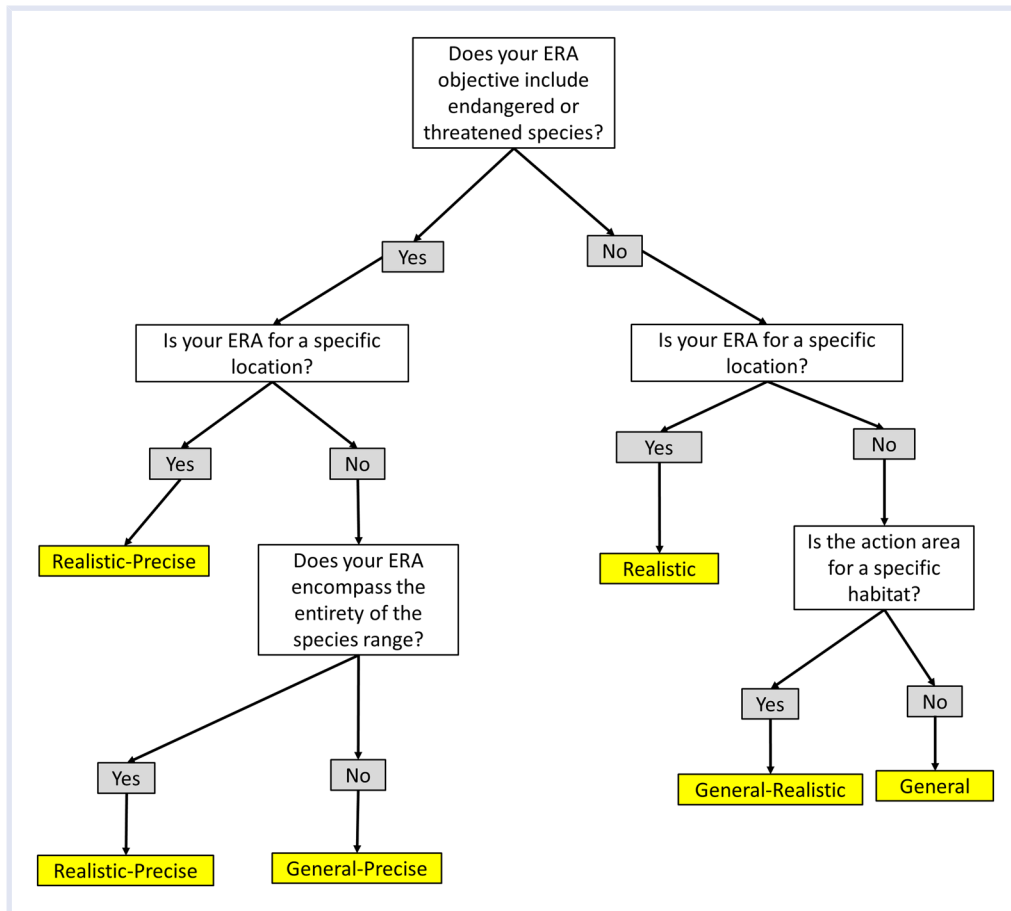 Does your ERA
objective include
endangered or
threatened species?
Yes
No
Is your ERA for a specific
location?
Is your ERA for a specific
location?
Yes
No
Yes
No
Realistic-Precise
Does your ERA
encompass the
entirety of the
species range?
Realistic
Is the action area
for a specific
habitat?
Yes
No
Yes
No
Realistic-Precise
General-Precise
General-Realistic
General